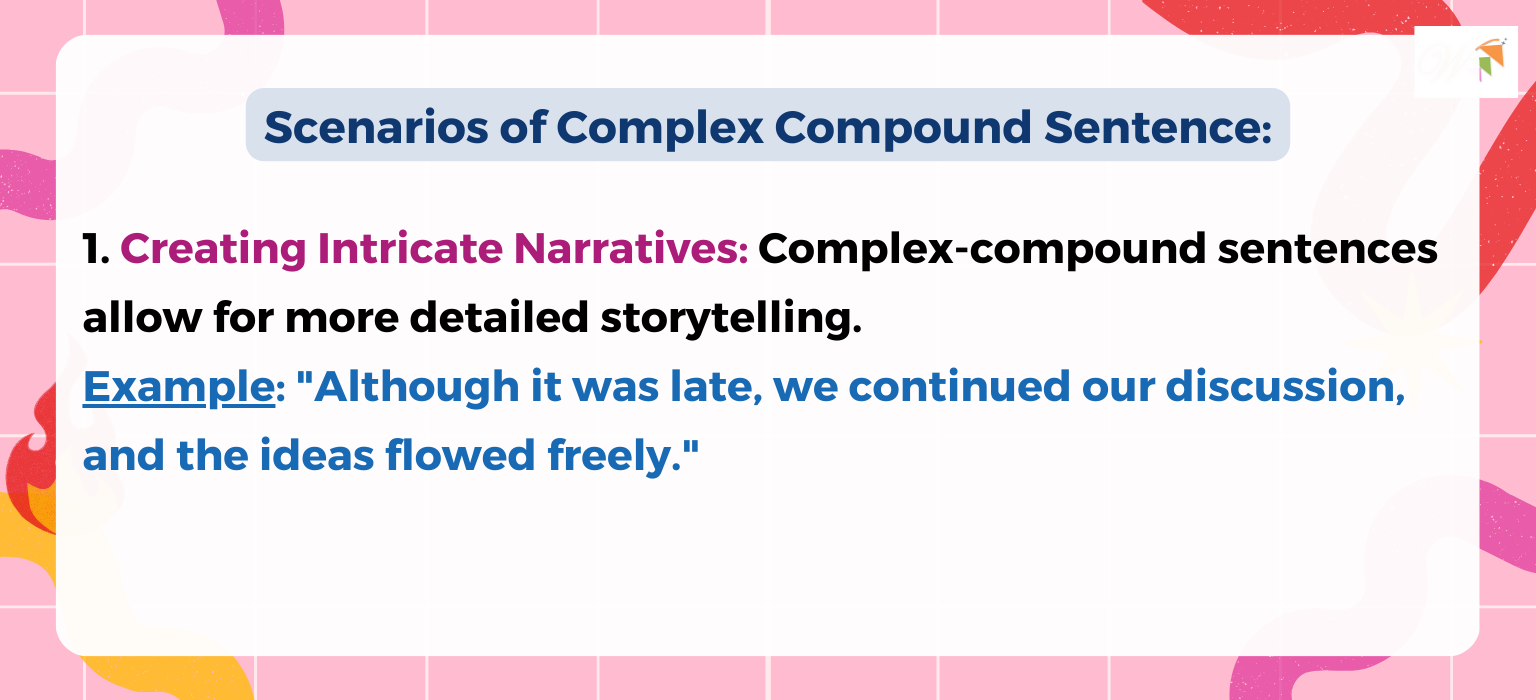 Scenarios of Complex Compound Sentence:
1. Creating Intricate Narratives: Complex-compound sentences
allow for more detailed storytelling.
Example: "Although it was late, we continued our discussion,
and the ideas flowed freely."